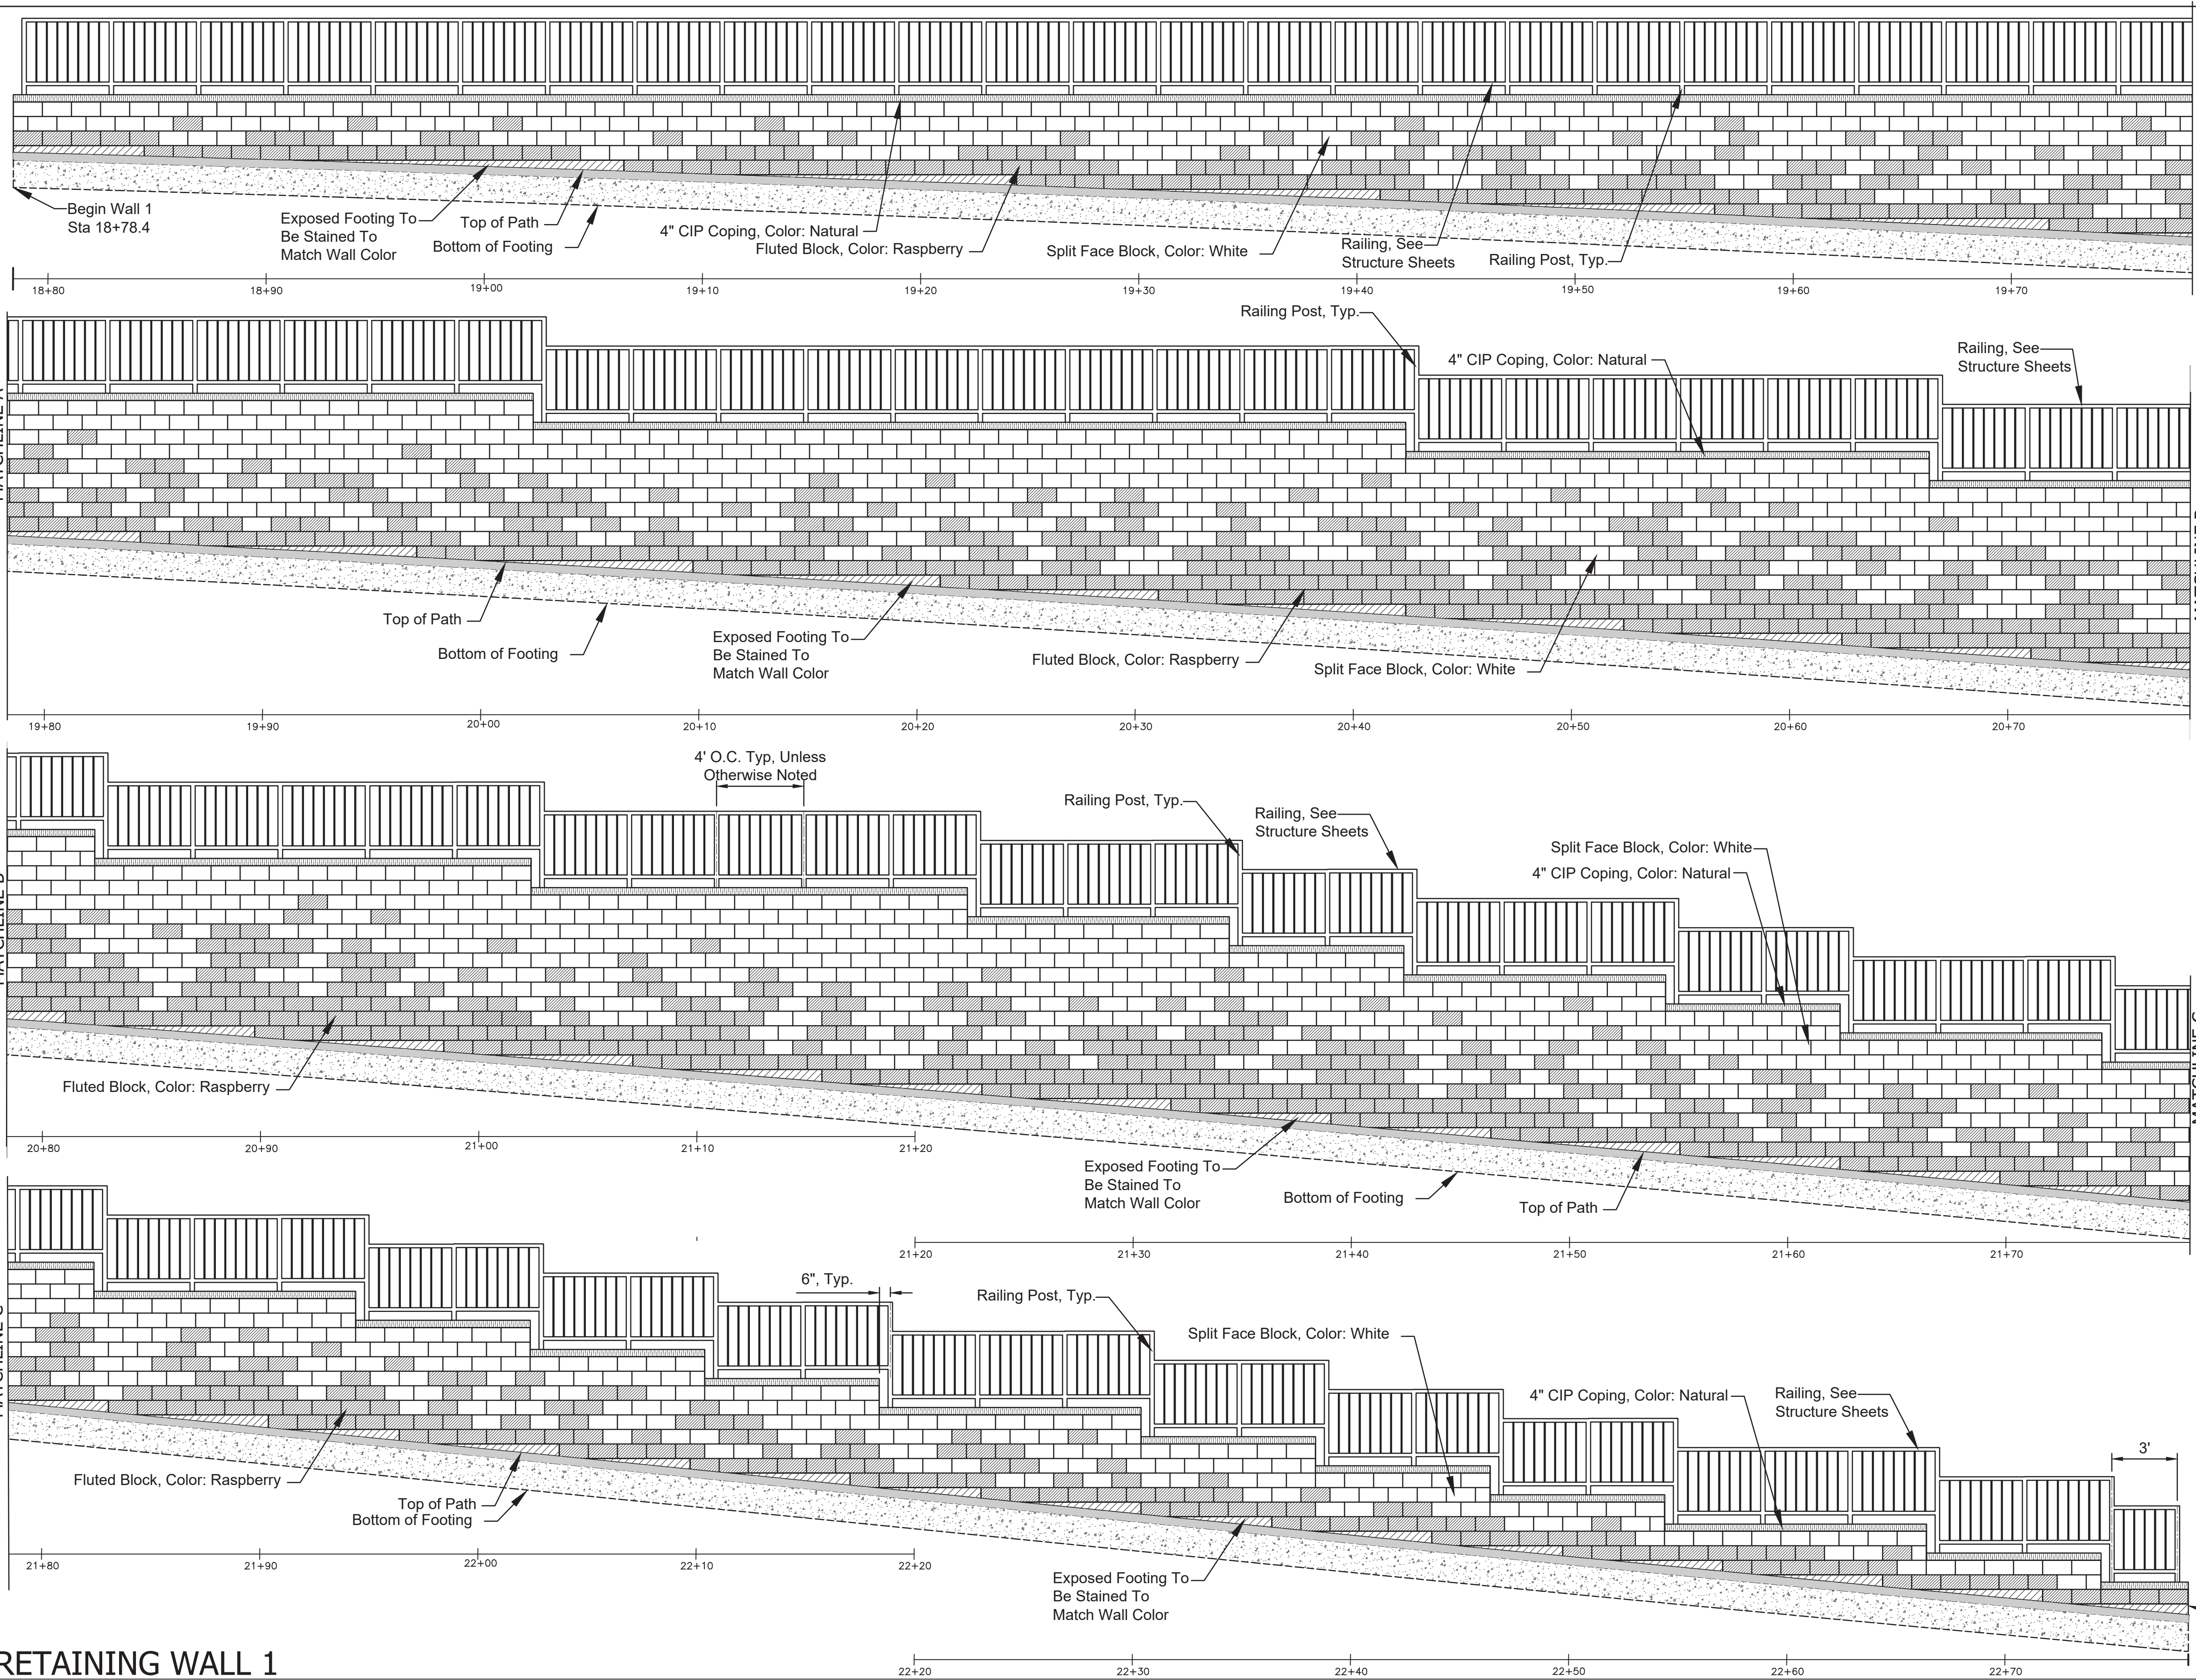 Begin Wall 1
Sta 18+78.4
Exposed Footing To
Be Stained To
Match Wall Color
Top of Path
Bottom of Footing
4" CIP Coping, Color: Natural
Fluted Block, Color: Raspberry
Split Face Block, Color: White
Railing, See
Structure Sheets
Railing Post, Typ.
18+80
18+90
19+00
19+10
19+20
19+30
19+40
19+50
19+60
19+70
Railing Post, Typ.
4" CIP Coping, Color: Natural
Railing, See
Structure Sheets
Top of Path
Bottom of Footing
Exposed Footing To
Be Stained To
Match Wall Color
Fluted Block, Color: Raspberry
Split Face Block, Color: White
19+80
19+90
20+00
20+10
20+20
20+30
20+40
20+50
20+60
20+70
4' O.C. Typ, Unless
Otherwise Noted
Railing Post, Typ.
Railing, See
Structure Sheets
Split Face Block, Color: White
4" CIP Coping, Color: Natural
Fluted Block, Color: Raspberry
20+80
20+90
21+00
21+10
21+20
Exposed Footing To
Be Stained To
Match Wall Color
Bottom of Footing
Top of Path
21+20
21+30
21+40
21+50
21+60
21+70
6", Typ.
Railing Post, Typ.
Split Face Block, Color: White
4" CIP Coping, Color: Natural
Railing, See
Structure Sheets
3'
Fluted Block, Color: Raspberry
Top of Path
Bottom of Footing
21+80
21+90
22+00
22+10
22+20
Exposed Footing To
Be Stained To
Match Wall Color
22+20
22+30
22+40
22+50
22+60
22+70
RETAINING WALL 1